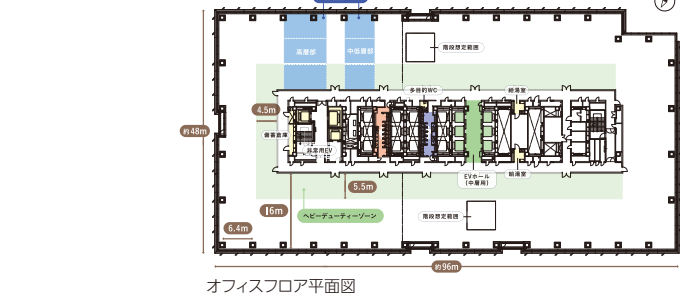 高層部
中低層部
階段想定範囲
多目的WC
給湯室
4.5m
約48m
備蓄倉庫
非常用EV
EVホール
(中層用)
給湯室
5.5m
16m
ヘビーデューティーゾーン
階段想定範囲
6.4m
約96m
オフィスフロア平面図